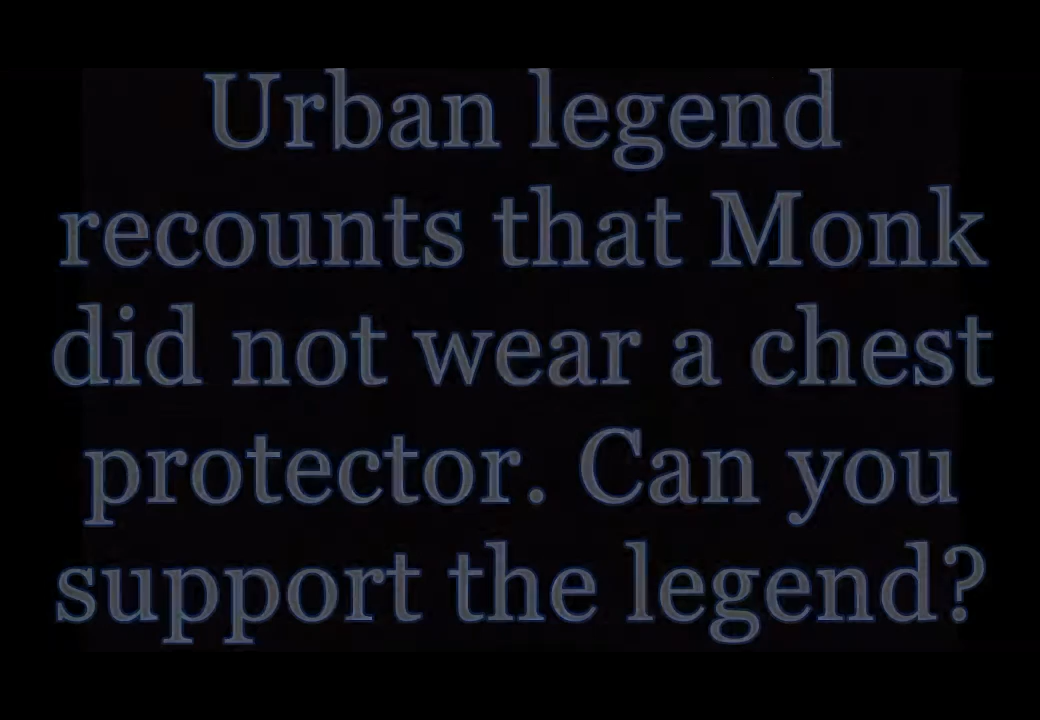 Urban legend
recounts that Monk
did not wear a chest
protector. Can you
support the legend?